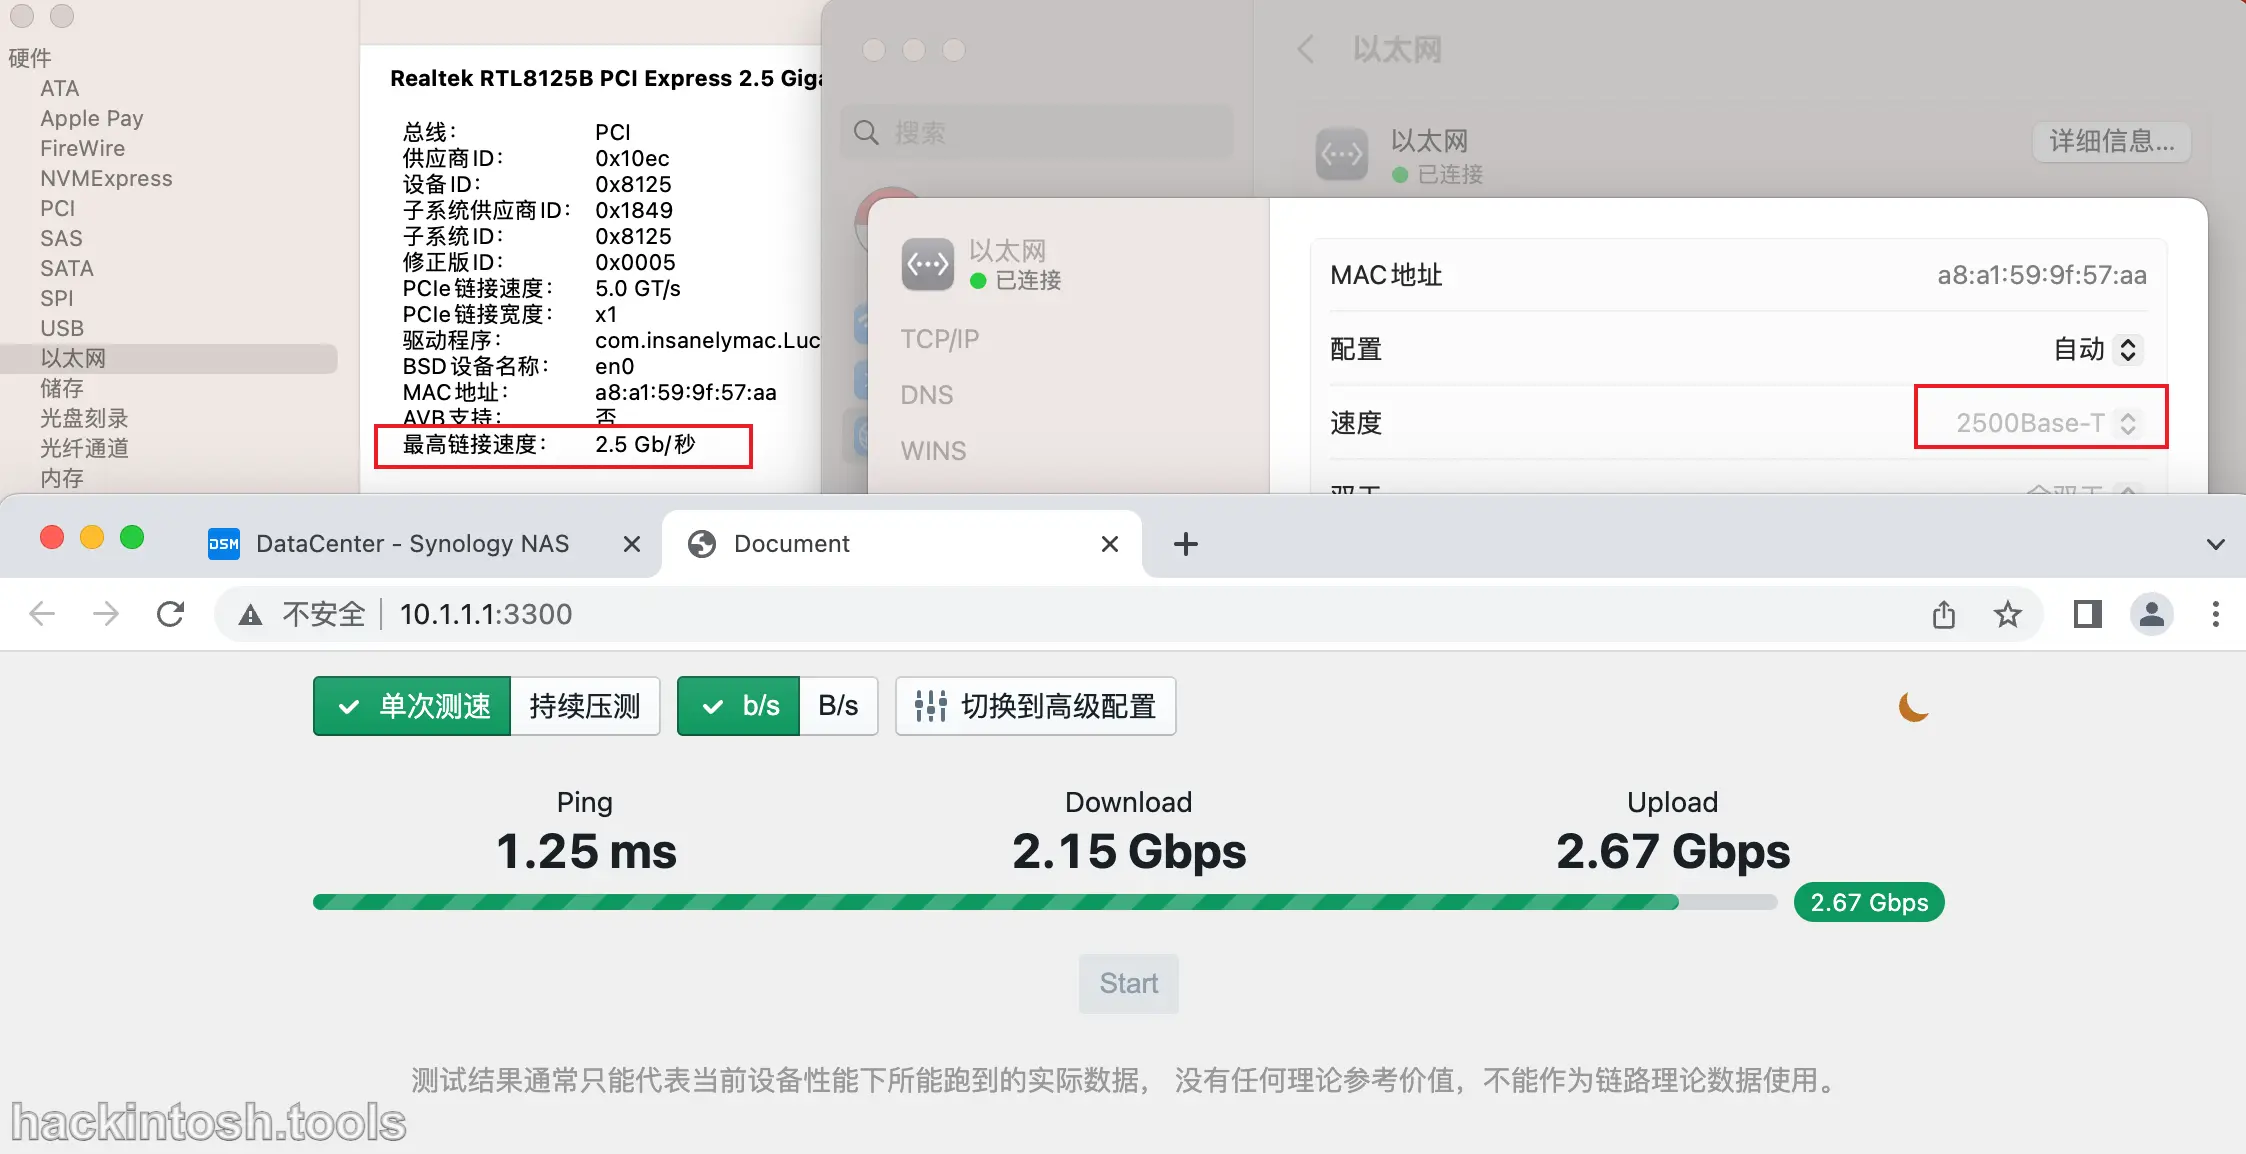 硬件
ATA
Apple Pay
FireWire
NVMExpress
PCI
SAS
SATA
SPI
USB
以太网
储存
光盘刻录
光纤通道
内存
Realtek RTL8125B PCI Express 2.5 Giga
总线： PCI
供应商ID： 0x10ec
设备ID： 0x8125
子系统供应商ID： 0x1849
子系统ID： 0x8125
修正版ID： 0x0005
PCIe链接速度： 5.0 GT/s
PCIe链接宽度： x1
驱动程序： com.insanelymac.Luc
BSD设备名称： en0
MAC地址： a8:a1:59:9f:57:aa
AVB支持： 否
最高链接速度： 2.5 Gb/秒
搜索
以太网
以太网
已连接
详细信息...
以太网
已连接
TCP/IP
DNS
WINS
MAC地址 a8:a1:59:9f:57:aa
配置 自动
速度 2500Base-T
双工 全双工
DSM DataCenter - Synology NAS
Document
不安全 10.1.1.1:3300
单次测速 持续压测 b/s B/s 切换到高级配置
Ping Download Upload
1.25 ms 2.15 Gbps 2.67 Gbps
2.67 Gbps
Start
测试结果通常只能代表当前设备性能下所能跑到的实际数据， 没有任何理论参考价值，不能作为链路理论数据使用。
hackintosh.tools